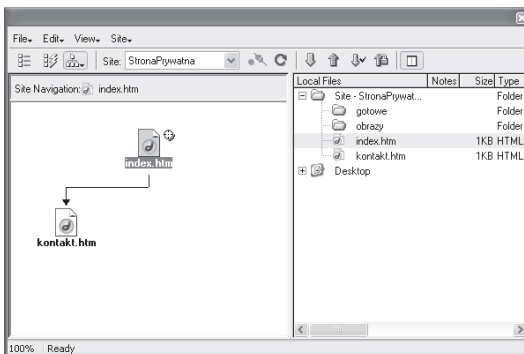 File Edit View Site
Site: StronaPrywatna
Site Navigation: index.htm
index.htm
kontakt.htm
Local Files Notes Size Type
Site - StronaPrywat... Folder
gotowe Folder
obrazy Folder
index.htm 1KB HTML
kontakt.htm 1KB HTML
Desktop
100% Ready